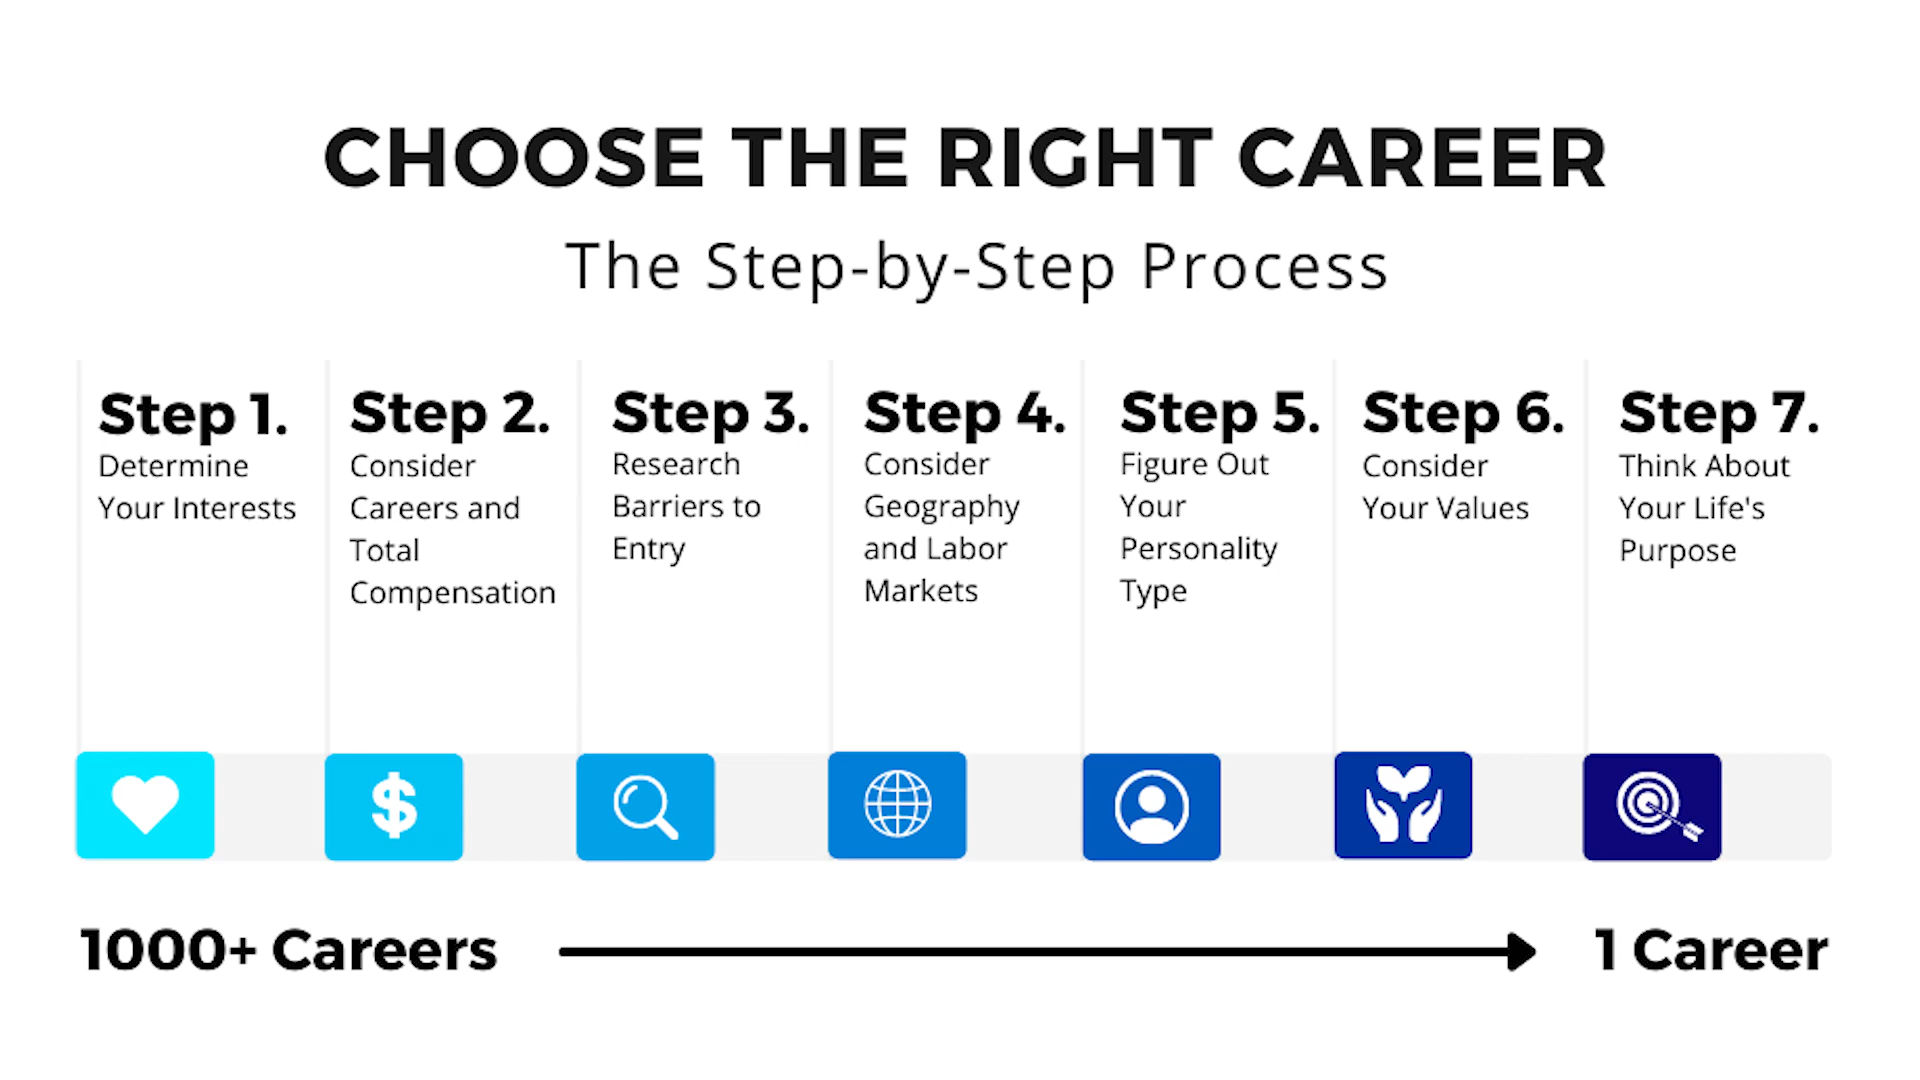 CHOOSE THE RIGHT CAREER
The Step-by-Step Process
Step 1.
Determine
Your Interests
Step 2.
Consider
Careers and
Total
Compensation
Step 3.
Research
Barriers to
Entry
Step 4.
Consider
Geography
and Labor
Markets
Step 5.
Figure Out
Your
Personality
Type
Step 6.
Consider
Your Values
Step 7.
Think About
Your Life's
Purpose
$
1000+ Careers
1 Career